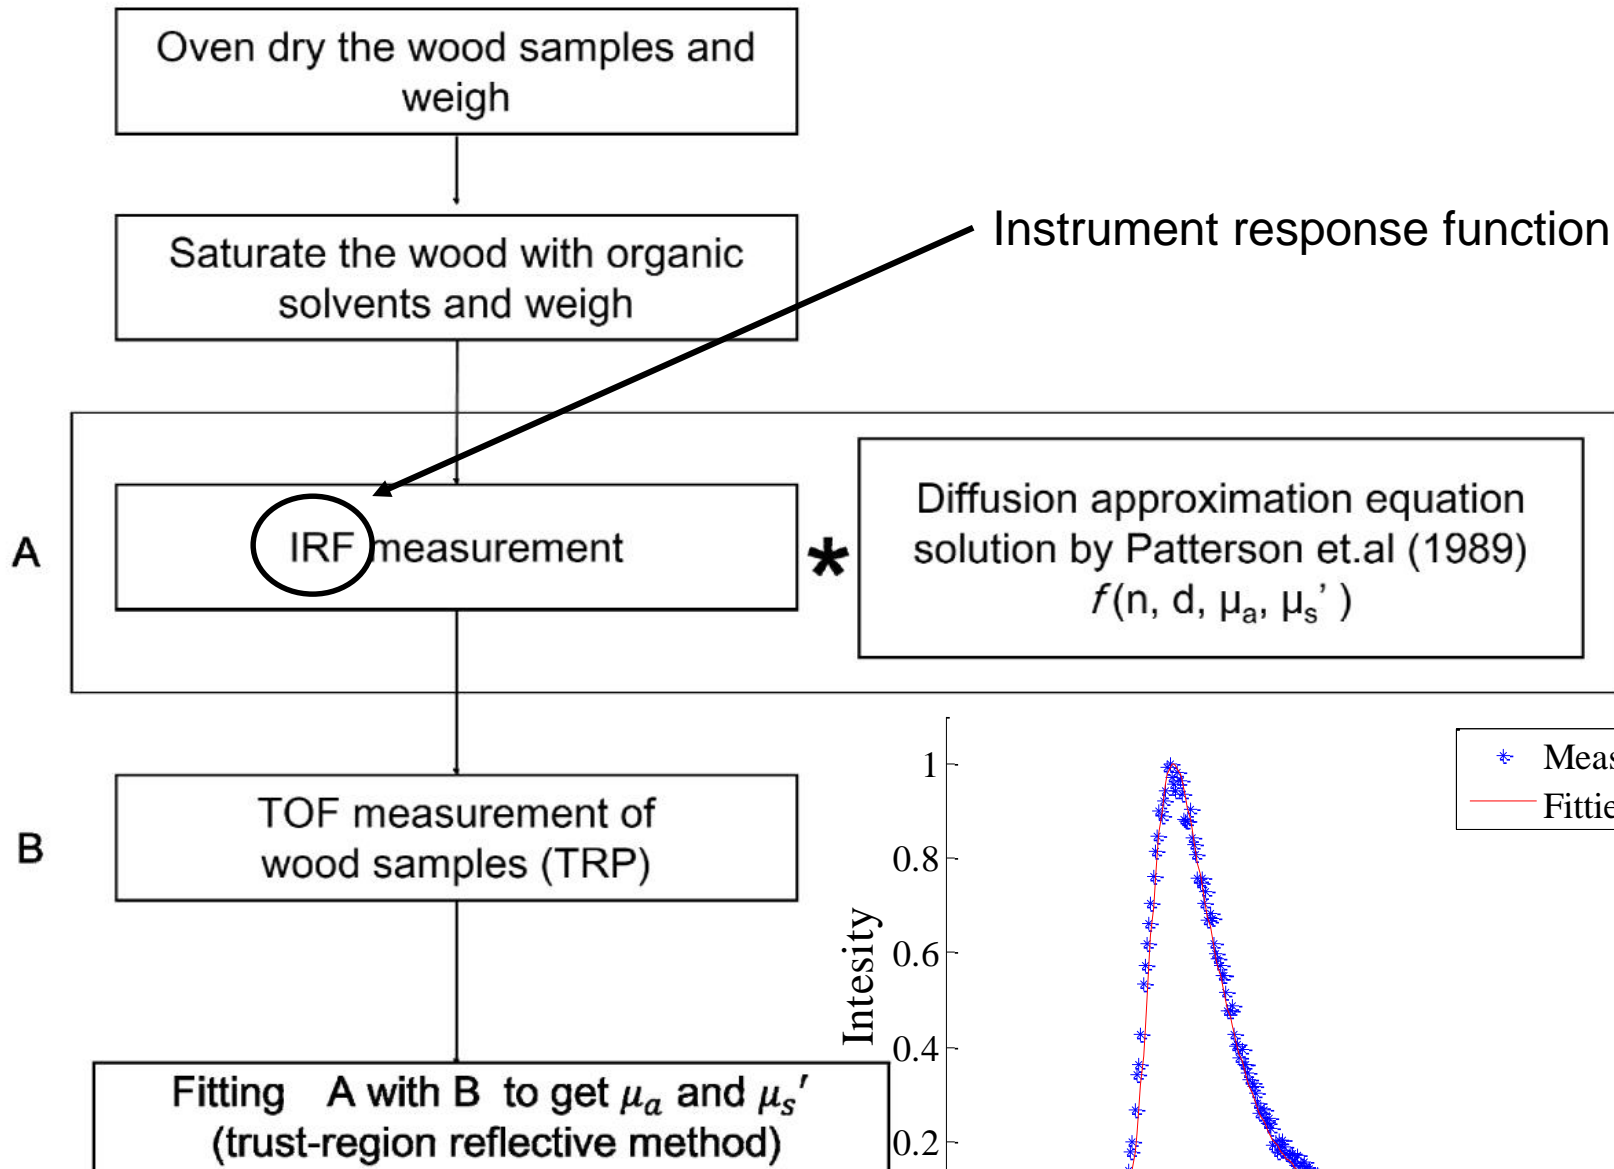 Oven dry the wood samples and
weigh
Saturate the wood with organic
solvents and weigh
Instrument response function
A
IRF measurement
*
Diffusion approximation equation
solution by Patterson et.al (1989)
f(n, d, μₐ, μₛ’ )
B
TOF measurement of
wood samples (TRP)
Fitting A with B to get μₐ and μₛ′
(trust-region reflective method)
Intesity
1
0.8
0.6
0.4
0.2
Meas
Fittie